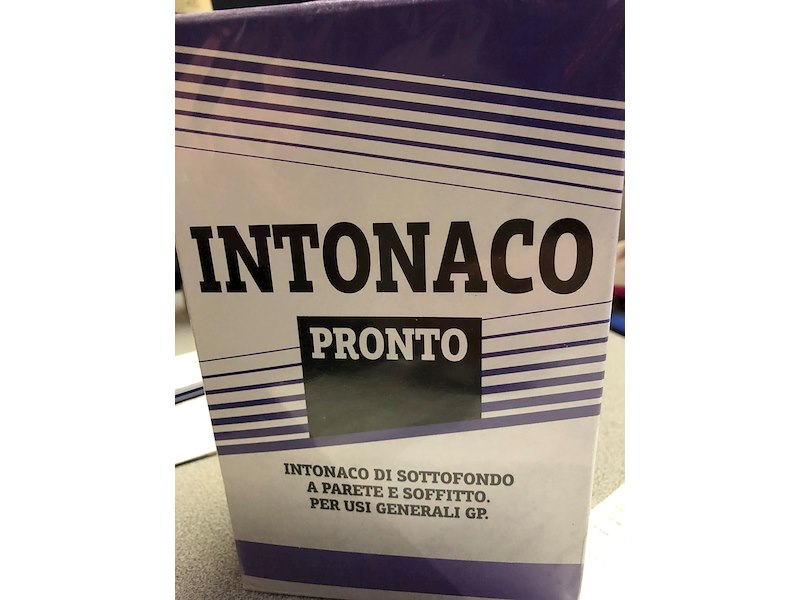 INTONACO
PRONTO
INTONACO DI SOTTOFONDO
A PARETE E SOFFITTO.
PER USI GENERALI GP.